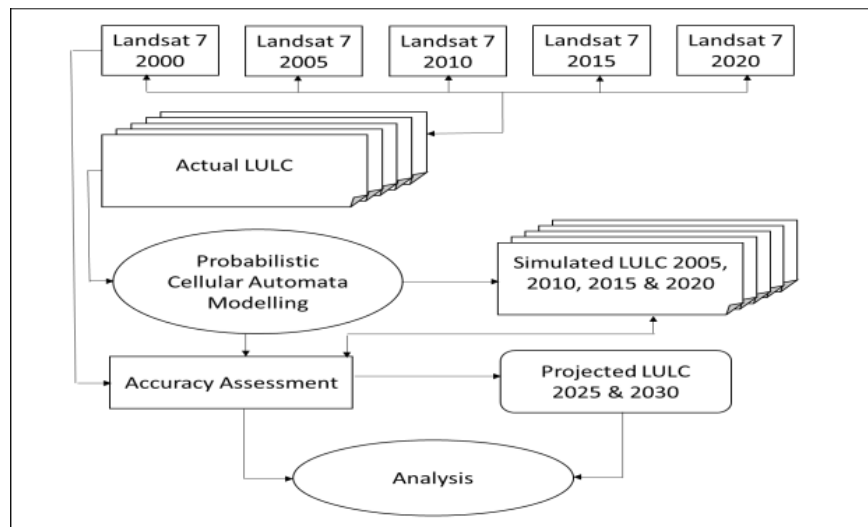 Landsat 7
2000
Landsat 7
2005
Landsat 7
2010
Landsat 7
2015
Landsat 7
2020
Actual LULC
Probabilistic
Cellular Automata
Modelling
Simulated LULC 2005,
2010, 2015 & 2020
Accuracy Assessment
Projected LULC
2025 & 2030
Analysis